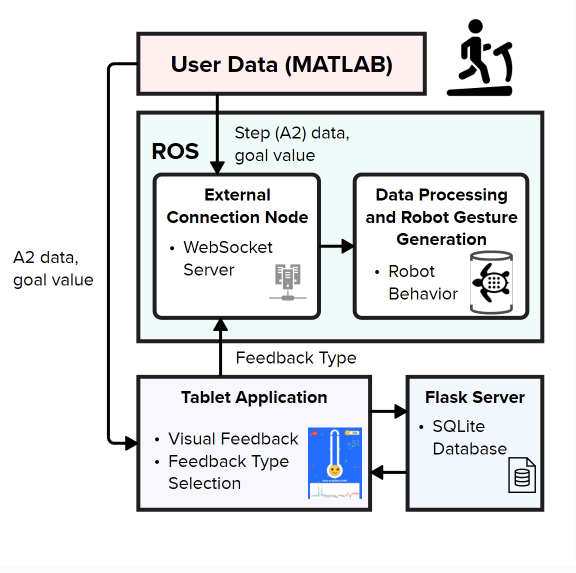 User Data (MATLAB)
Step (A2) data,
goal value
ROS
External
Connection Node
• WebSocket
Server
Data Processing
and Robot Gesture
Generation
• Robot
Behavior
A2 data,
goal value
Feedback Type
Tablet Application
• Visual Feedback
• Feedback Type
Selection
+51
Flask Server
• SQLite
Database